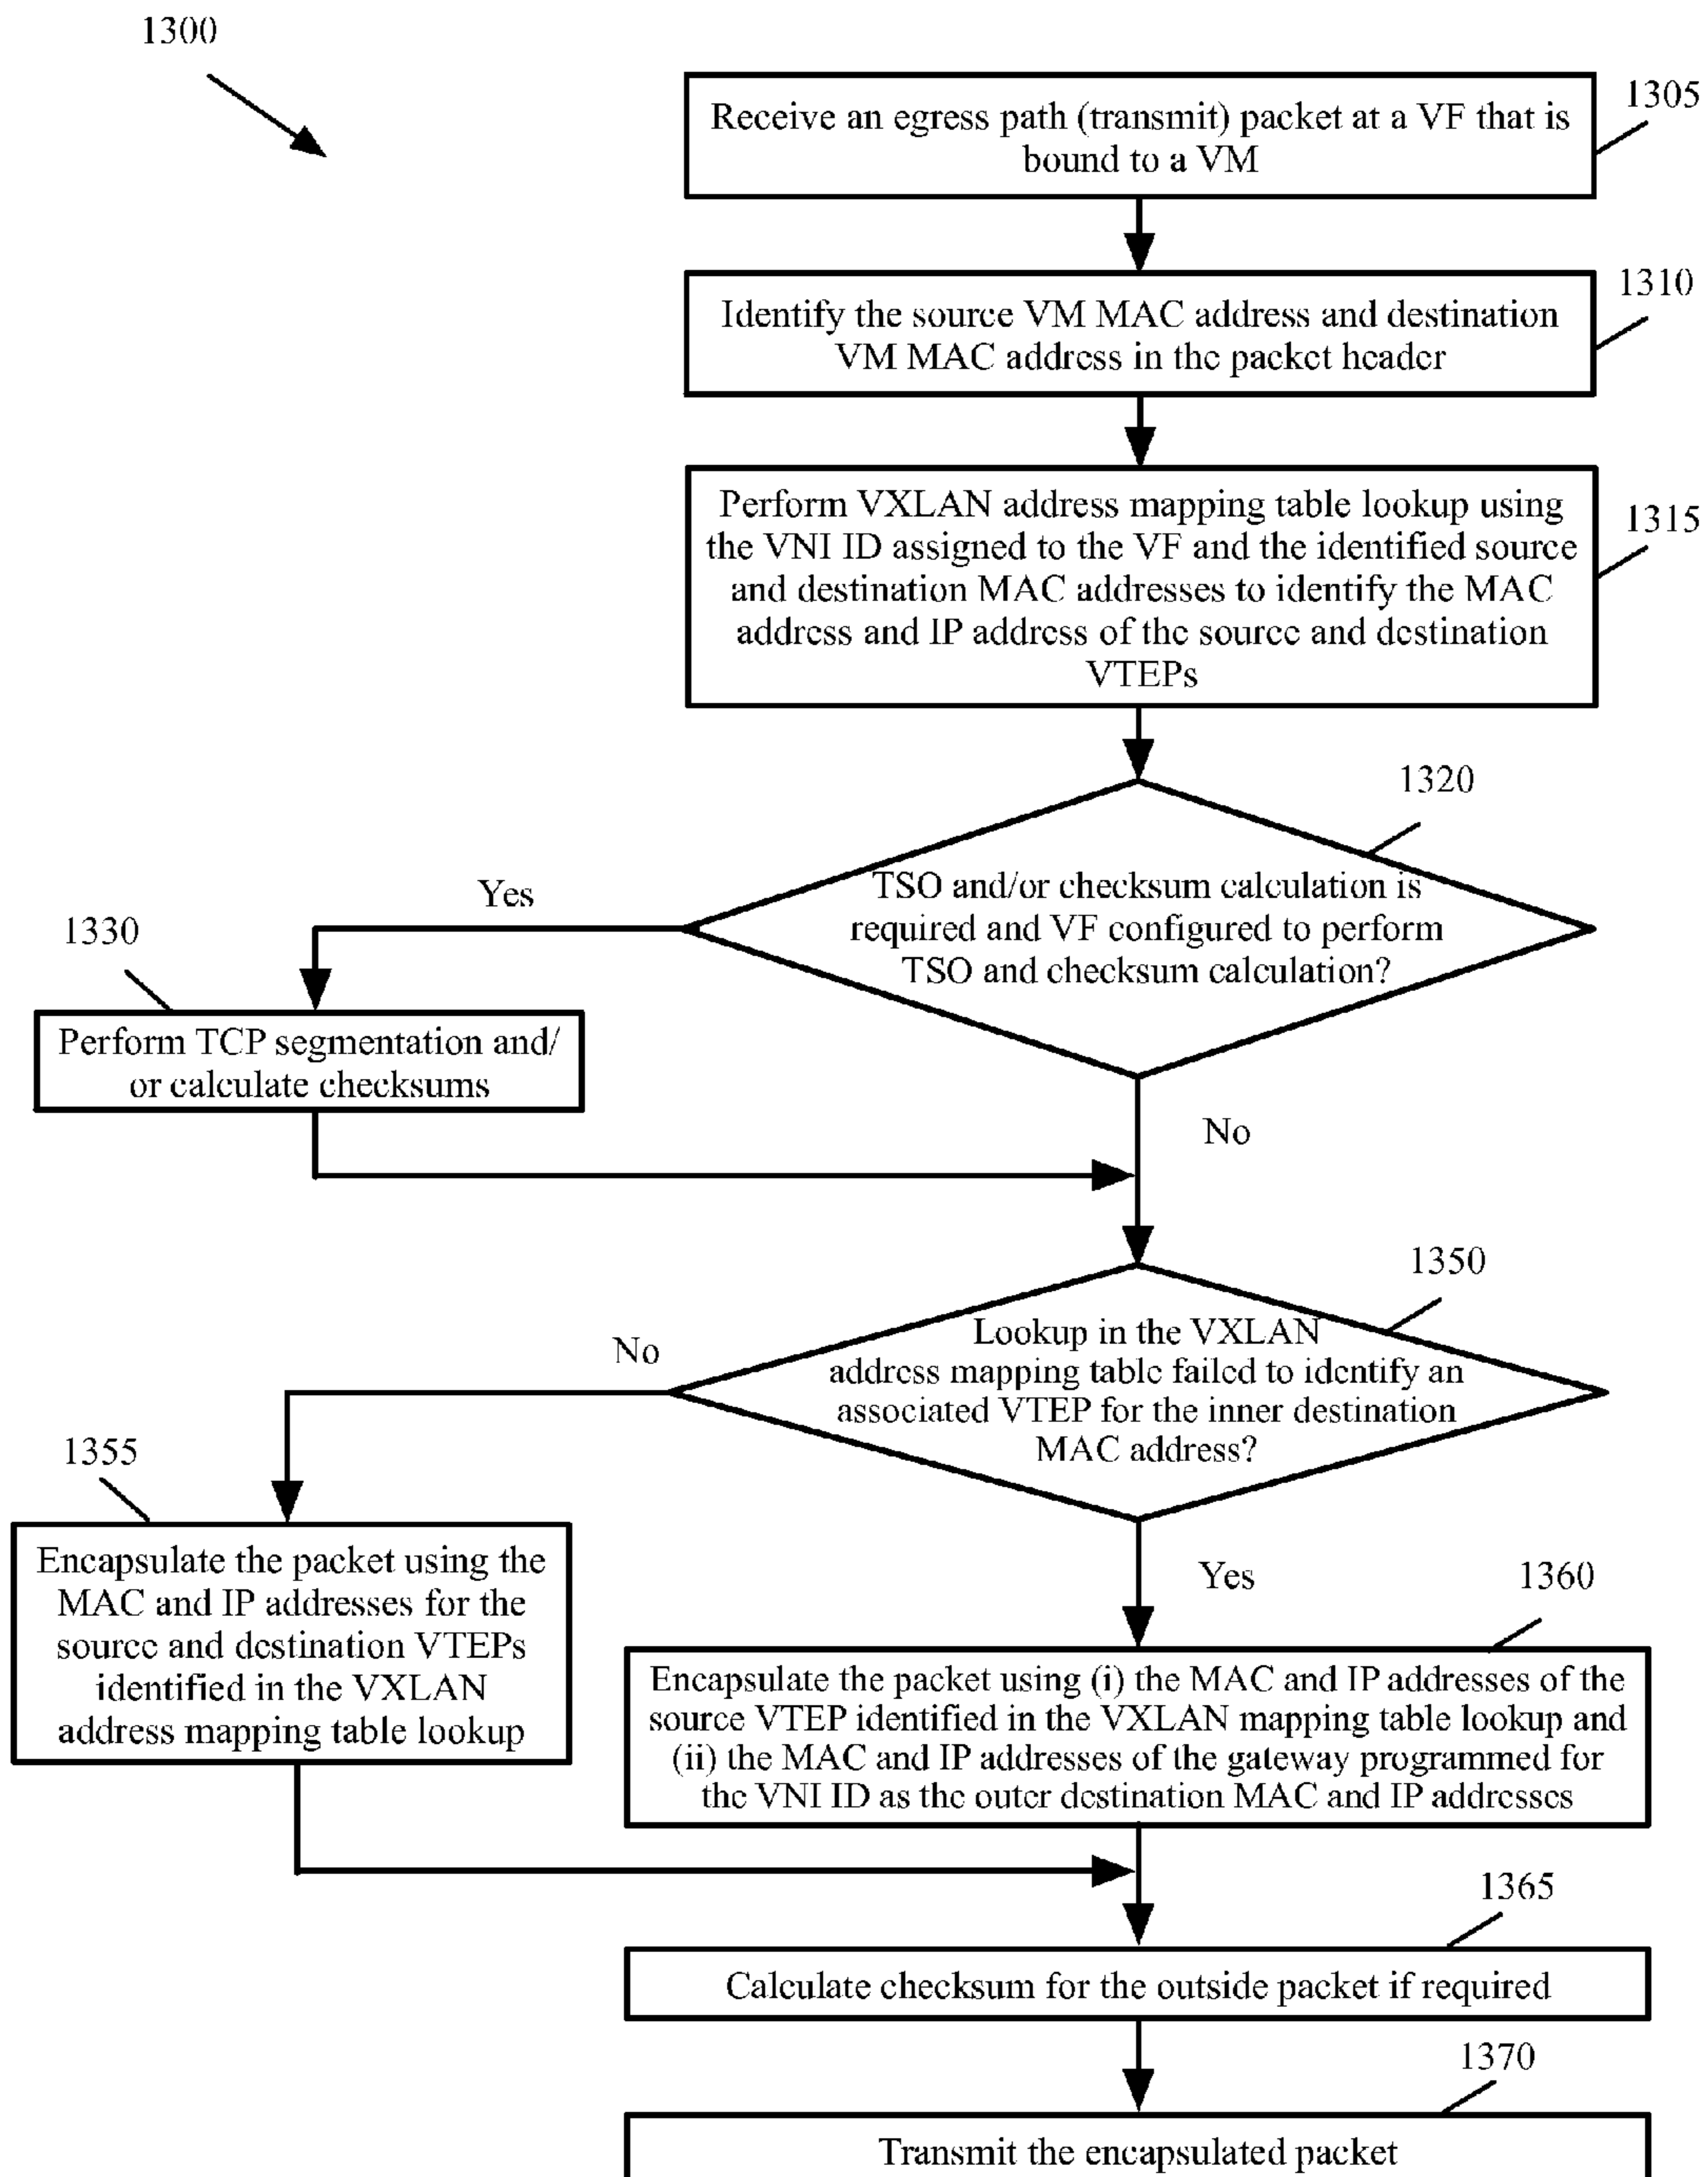 1300
Receive an egress path (transmit) packet at a VF that is
bound to a VM
1305
Identify the source VM MAC address and destination
VM MAC address in the packet header
1310
Perform VXLAN address mapping table lookup using
the VNI ID assigned to the VF and the identified source
and destination MAC addresses to identify the MAC
address and IP address of the source and destination
VTEPs
1315
1320
TSO and/or checksum calculation is
required and VF configured to perform
TSO and checksum calculation?
Yes
1330
Perform TCP segmentation and/
or calculate checksums
No
1350
Lookup in the VXLAN
address mapping table failed to identify an
associated VTEP for the inner destination
MAC address?
No
1355
Encapsulate the packet using the
MAC and IP addresses for the
source and destination VTEPs
identified in the VXLAN
address mapping table lookup
Yes
1360
Encapsulate the packet using (i) the MAC and IP addresses of the
source VTEP identified in the VXLAN mapping table lookup and
(ii) the MAC and IP addresses of the gateway programmed for
the VNI ID as the outer destination MAC and IP addresses
1365
Calculate checksum for the outside packet if required
1370
Transmit the encapsulated packet